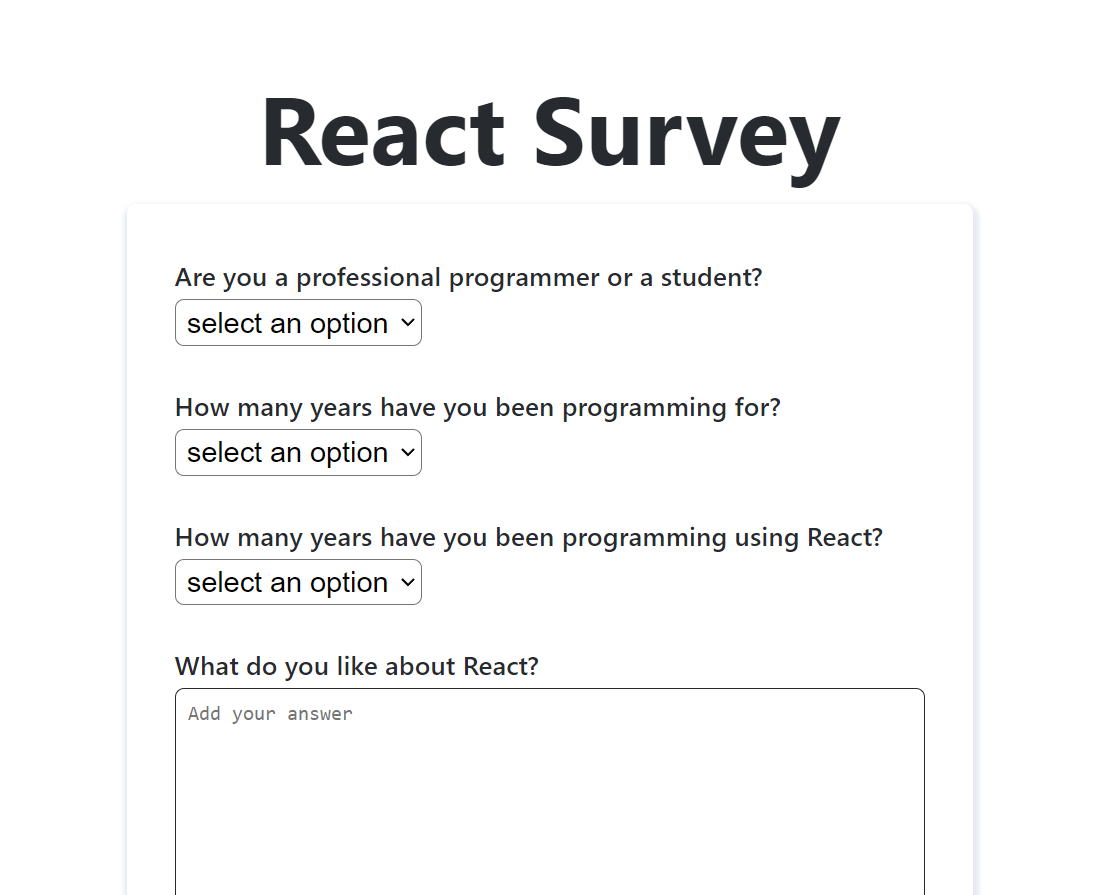 React Survey
Are you a professional programmer or a student?
select an option
How many years have you been programming for?
select an option
How many years have you been programming using React?
select an option
What do you like about React?
Add your answer